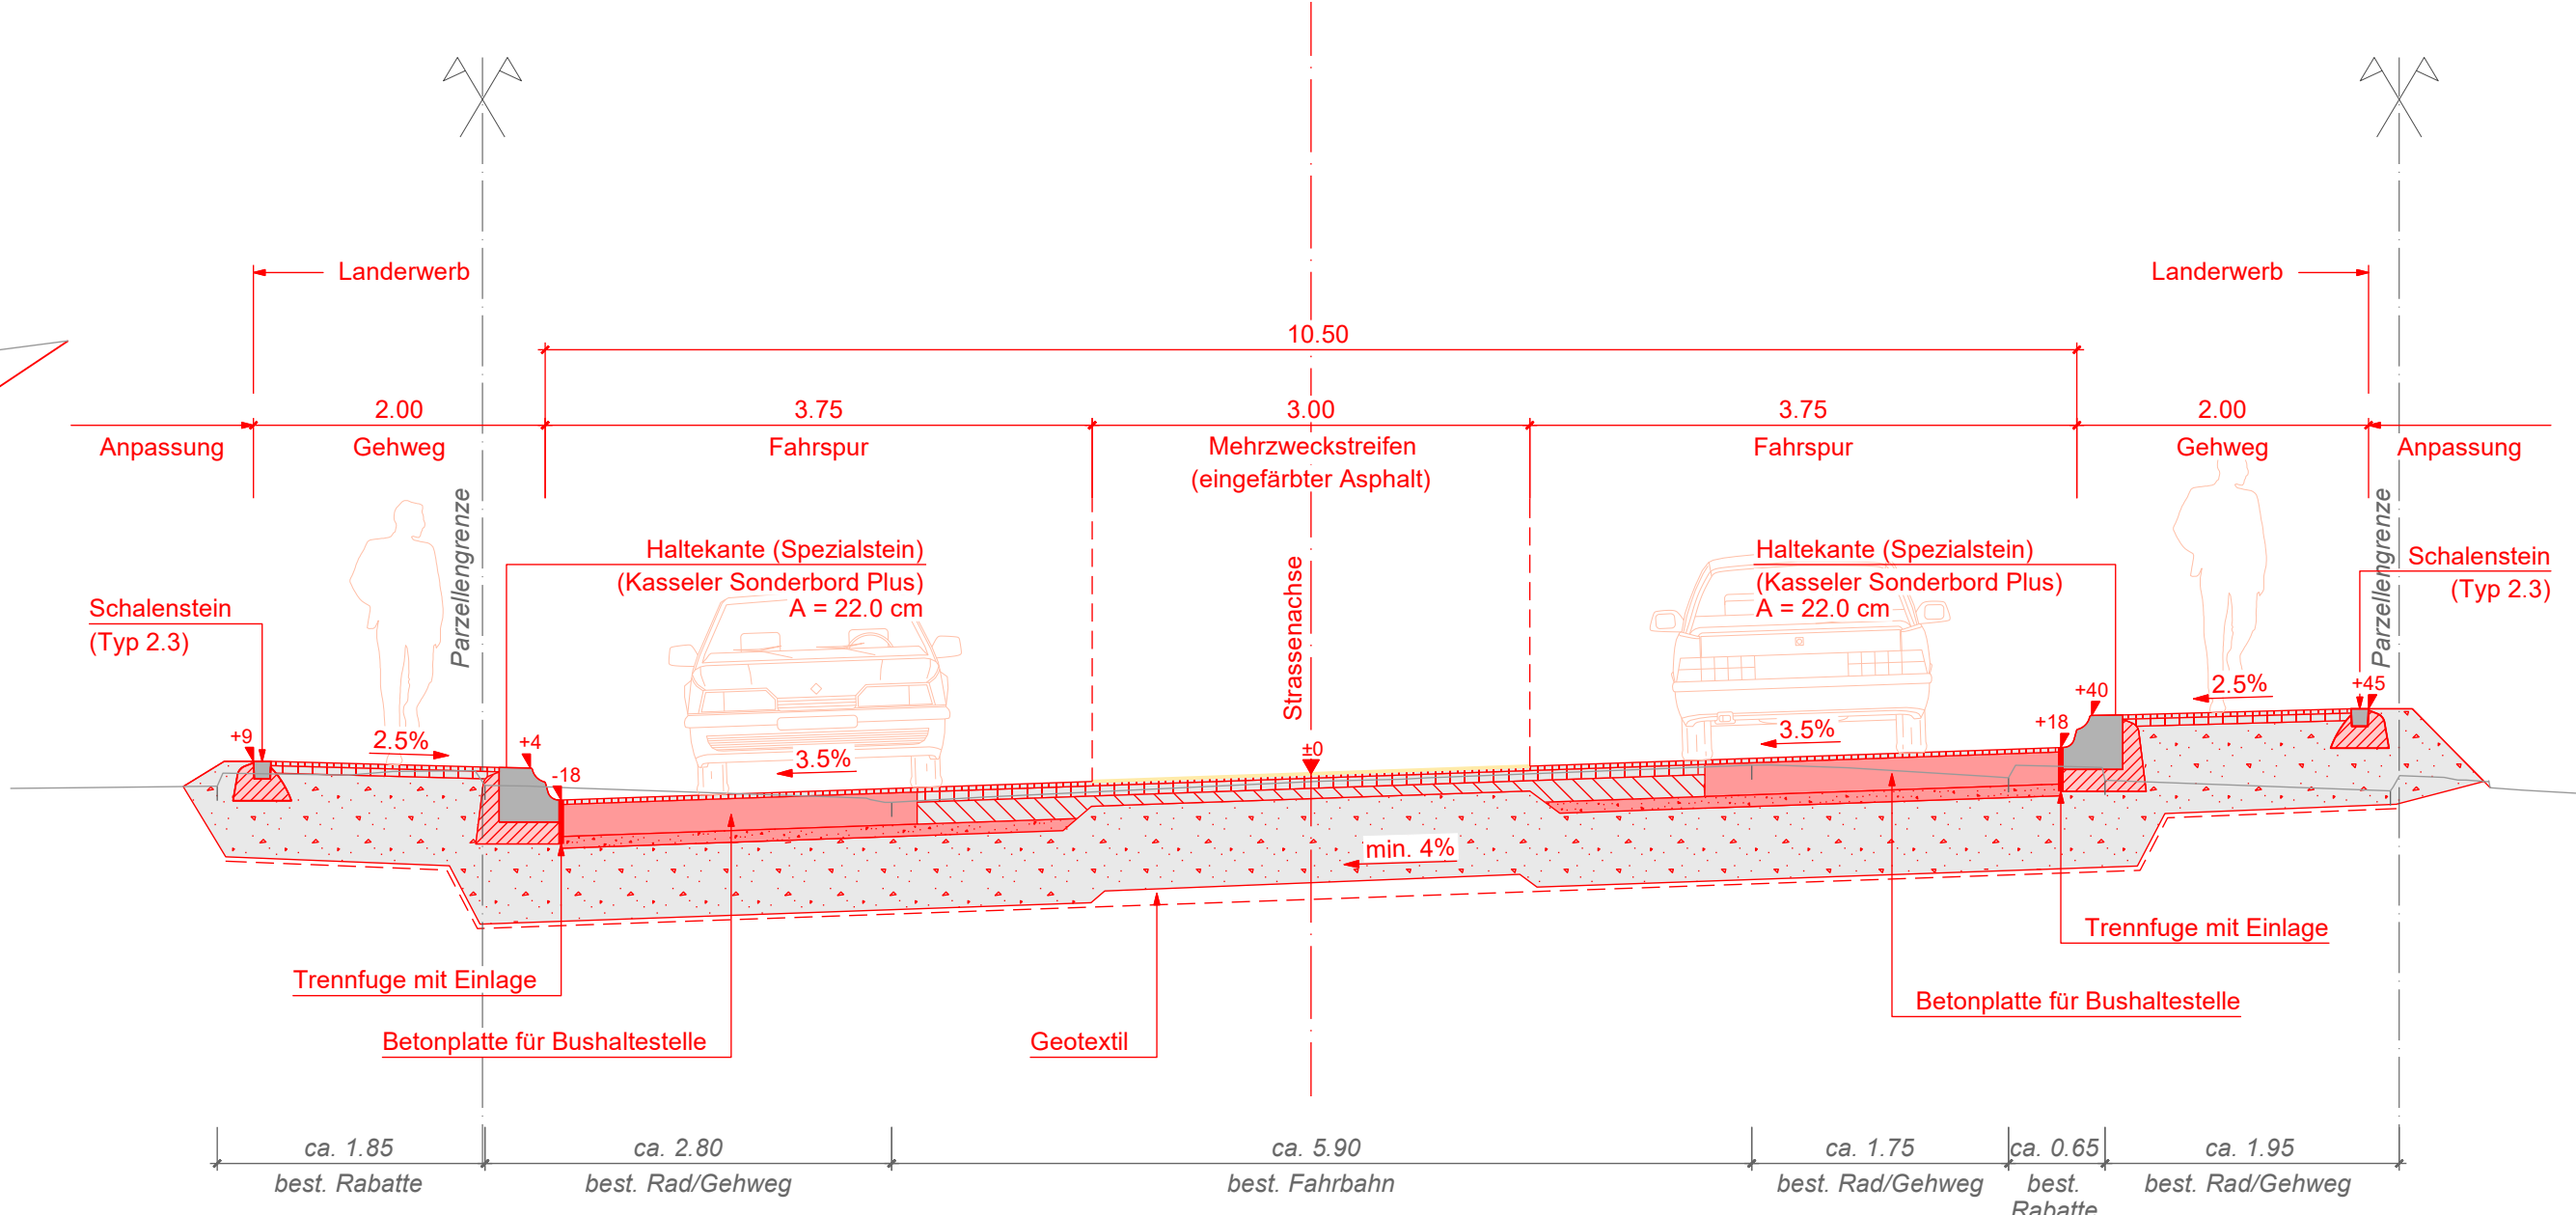 Landerwerb
Landerwerb
10.50
2.00
3.75
3.00
3.75
2.00
Anpassung
Gehweg
Fahrspur
Mehrzweckstreifen
(eingefärbter Asphalt)
Fahrspur
Gehweg
Anpassung
Parzellengrenze
Haltekante (Spezialstein)
(Kasseler Sonderbord Plus)
A = 22.0 cm
Strassenachse
Haltekante (Spezialstein)
(Kasseler Sonderbord Plus)
A = 22.0 cm
Parzellengrenze
Schalenstein
(Typ 2.3)
Schalenstein
(Typ 2.3)
+9
2.5%
+4
-18
3.5%
±0
3.5%
+18
+40
2.5%
+45
min. 4%
Trennfuge mit Einlage
Trennfuge mit Einlage
Betonplatte für Bushaltestelle
Geotextil
Betonplatte für Bushaltestelle
ca. 1.85
ca. 2.80
ca. 5.90
ca. 1.75
ca. 0.65
ca. 1.95
best. Rabatte
best. Rad/Gehweg
best. Fahrbahn
best. Rad/Gehweg
best.
Rabatte
best. Rad/Gehweg